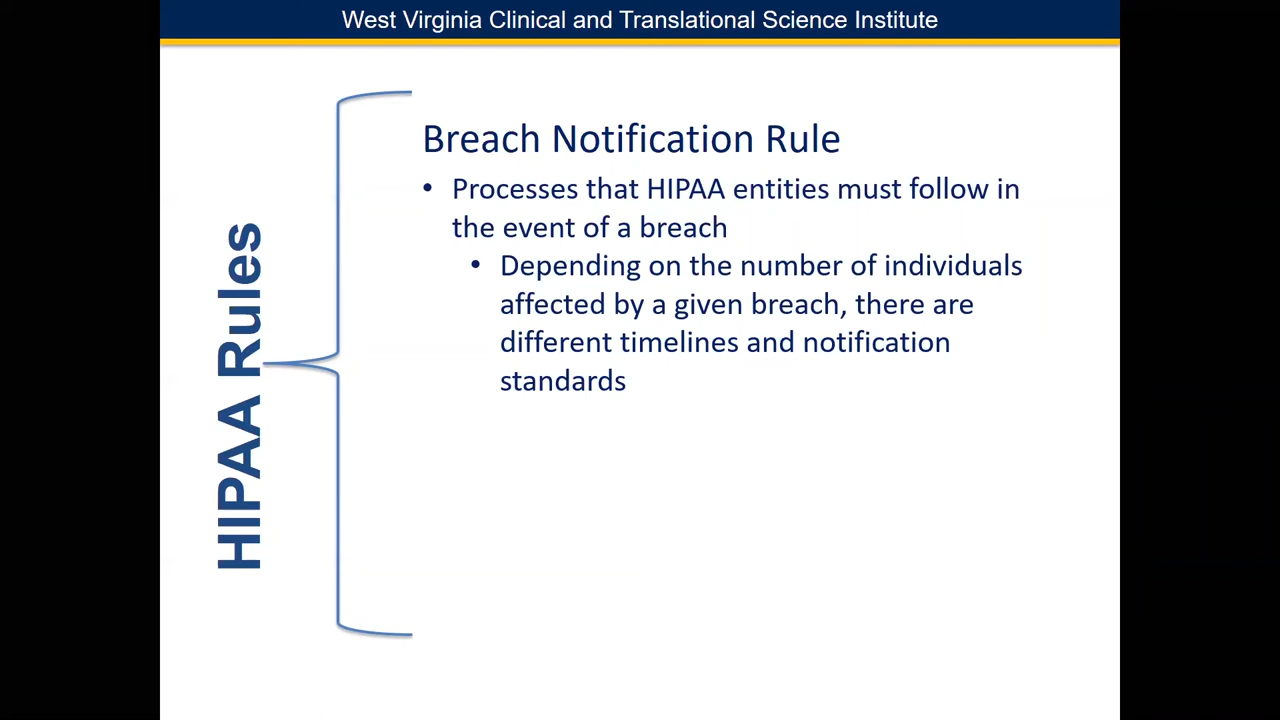 West Virginia Clinical and Translational Science Institute
HIPAA Rules
Breach Notification Rule
• Processes that HIPAA entities must follow in
the event of a breach
• Depending on the number of individuals
affected by a given breach, there are
different timelines and notification
standards